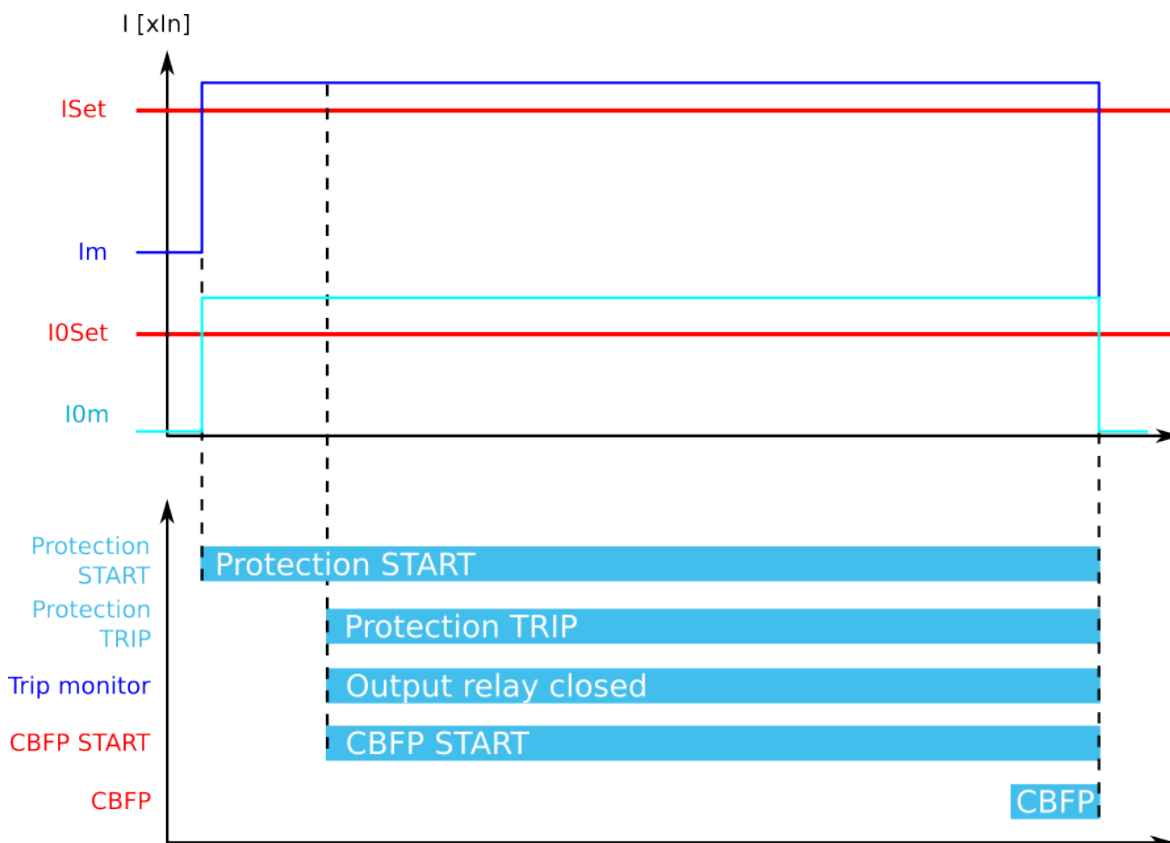 I [xIn]
ISet
Im
I0Set
I0m
Protection
START
Protection START
Protection
TRIP
Protection TRIP
Trip monitor
Output relay closed
CBFP START
CBFP START
CBFP
CBFP